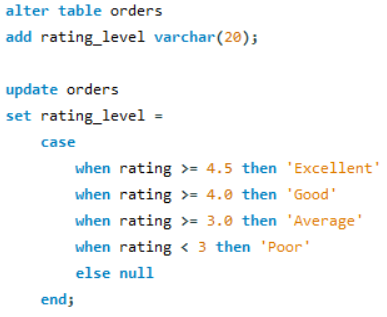 alter table orders
add rating_level varchar(20);

update orders
set rating_level =
    case
        when rating >= 4.5 then 'Excellent'
        when rating >= 4.0 then 'Good'
        when rating >= 3.0 then 'Average'
        when rating < 3 then 'Poor'
        else null
    end;